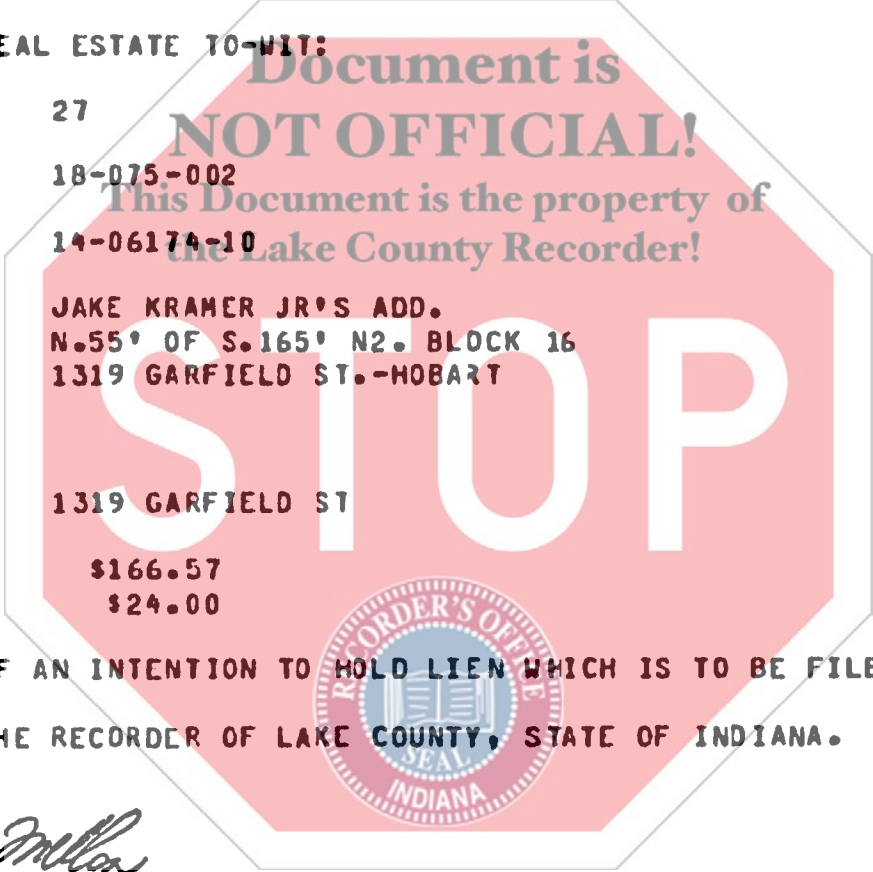 EAL ESTATE TO-WIT:
Document is
27
NOT OFFICIAL!
18-075-002
This Document is the property of
14-06174-10
the Lake County Recorder!
JAKE KRAMER JR'S ADD.
N.55' OF S.165' N2. BLOCK 16
1319 GARFIELD ST.-HOBART
STOP
1319 GARFIELD ST
$166.57
$24.00
RECORDER'S OFFICE
F AN INTENTION TO HOLD LIEN WHICH IS TO BE FILE
HE RECORDER OF LAKE COUNTY, STATE OF INDIANA.
SEAL
INDIANA